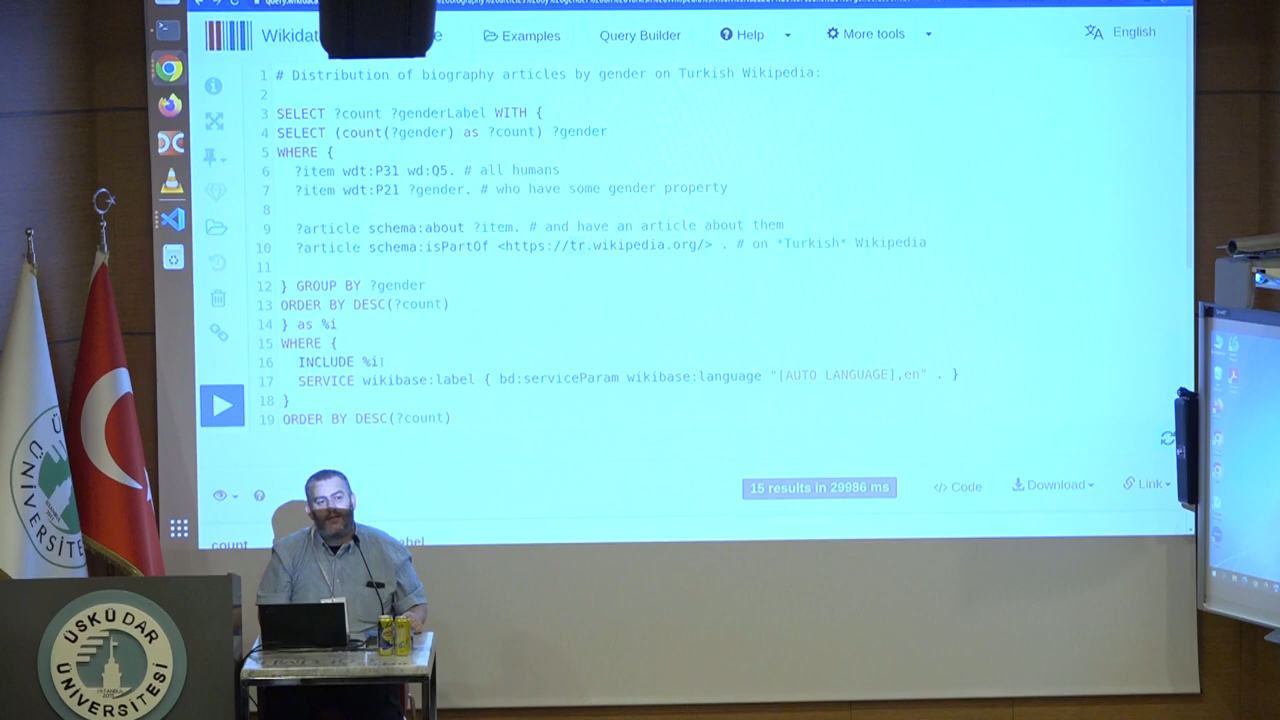 Examples
Query Builder
Help
More tools
English
1 # Distribution of biography articles by gender on Turkish Wikipedia:
2
3 SELECT ?count ?genderLabel WITH {
4 SELECT (count(?gender) as ?count) ?gender
5 WHERE {
6 ?item wdt:P31 wd:Q5. # all humans
7 ?item wdt:P21 ?gender. # who have some gender property
8
9 ?article schema:about ?item. # and have an article about them
10 ?article schema:isPartOf <https://tr.wikipedia.org/> . # on *Turkish* Wikipedia
11
12 } GROUP BY ?gender
13 ORDER BY DESC(?count)
14 } as %i
15 WHERE {
16 INCLUDE %i
17 SERVICE wikibase:label { bd:serviceParam wikibase:language "[AUTO_LANGUAGE],en" . }
18 }
19 ORDER BY DESC(?count)
15 results in 29986 ms
</> Code
Download
Link
count
ÜSKÜDAR
ÜNİVERSİTESİ
İSTANBUL